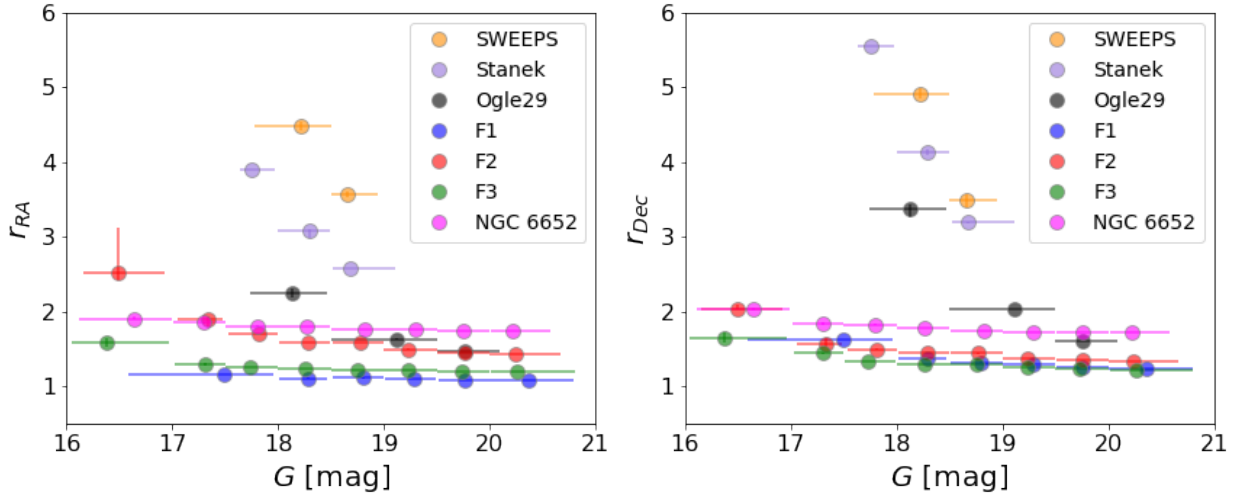 6
5
4
3
2
1
r_RA
16 17 18 19 20 21
G [mag]
SWEEPS
Stanek
Ogle29
F1
F2
F3
NGC 6652
6
5
4
3
2
1
r_Dec
16 17 18 19 20 21
G [mag]
SWEEPS
Stanek
Ogle29
F1
F2
F3
NGC 6652